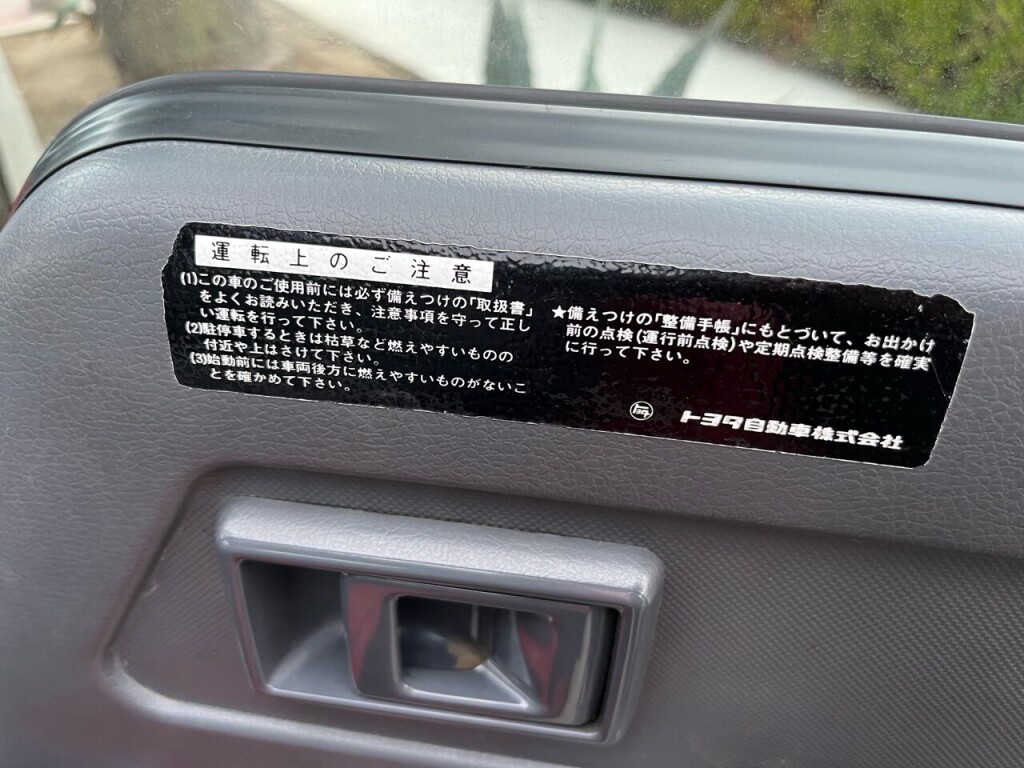 運転上のご注意
(1)この車のご使用前には必ず備えつけの「取扱書」
をよくお読みいただき、注意事項を守って正し
い運転を行って下さい。
(2)駐停車するときは枯草など燃えやすいものの
付近や上はさけて下さい。
(3)始動前には車両後方に燃えやすいものがないこ
とを確かめて下さい。
★備えつけの「整備手帳」にもとづいて、お出かけ
前の点検(運行前点検)や定期点検整備等を確実
に行って下さい。
トヨタ トヨタ自動車株式会社